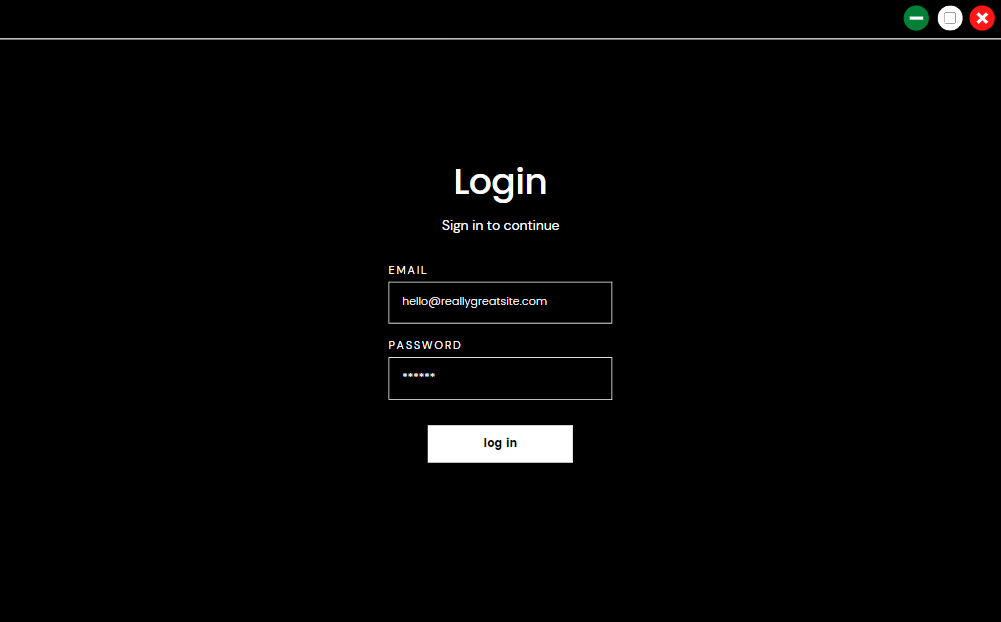 Login
Sign in to continue
EMAIL
hello@reallygreatsite.com
PASSWORD
******
log in